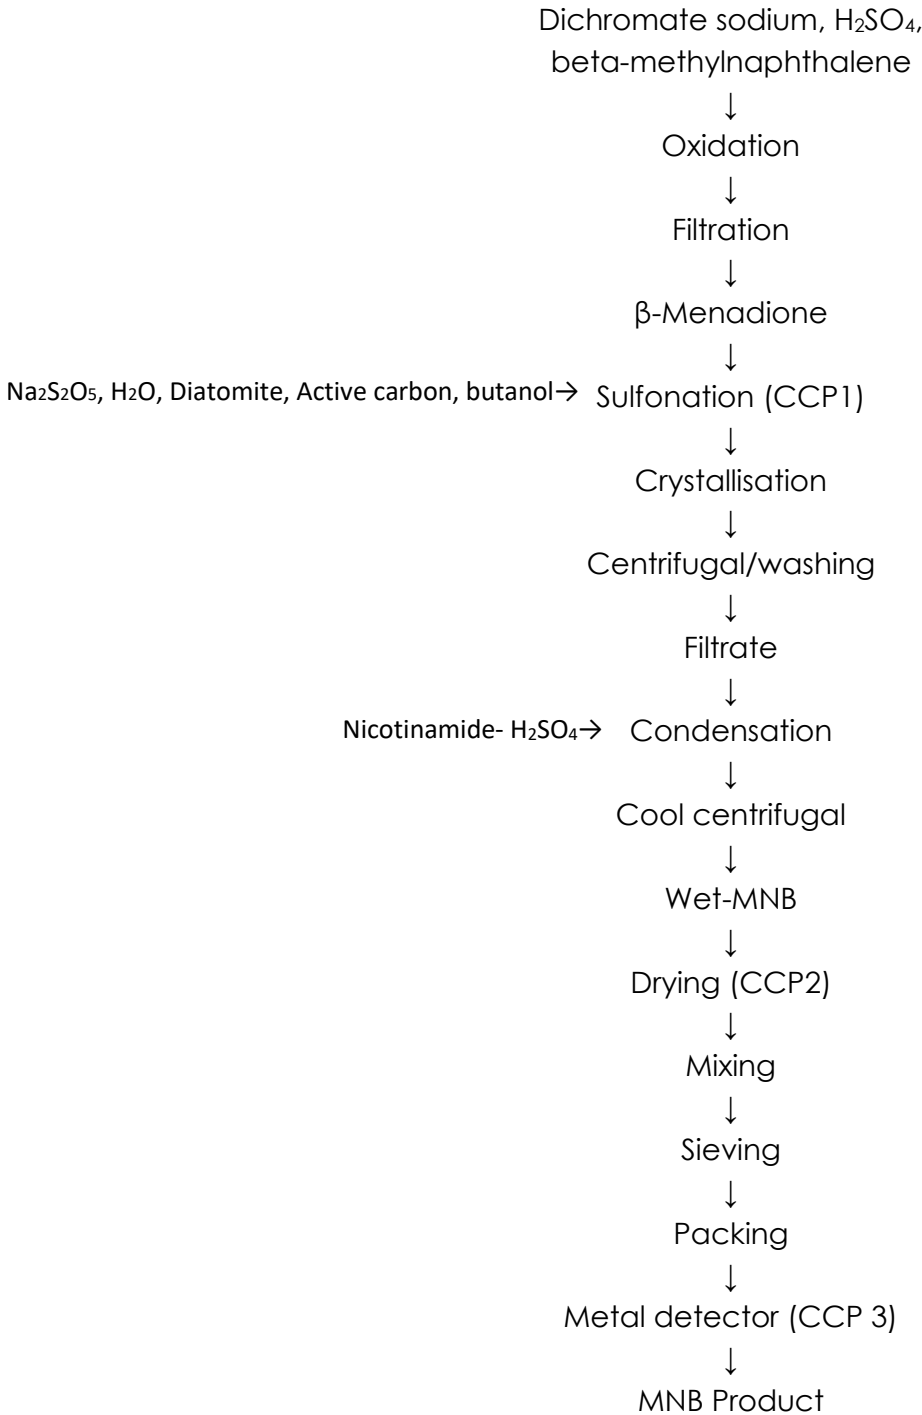 Dichromate sodium, H₂SO₄,
beta-methylnaphthalene
↓
Oxidation
↓
Filtration
↓
β-Menadione
↓
Na₂S₂O₅, H₂O, Diatomite, Active carbon, butanol→ Sulfonation (CCP1)
↓
Crystallisation
↓
Centrifugal/washing
↓
Filtrate
↓
Nicotinamide- H₂SO₄→ Condensation
↓
Cool centrifugal
↓
Wet-MNB
↓
Drying (CCP2)
↓
Mixing
↓
Sieving
↓
Packing
↓
Metal detector (CCP 3)
↓
MNB Product